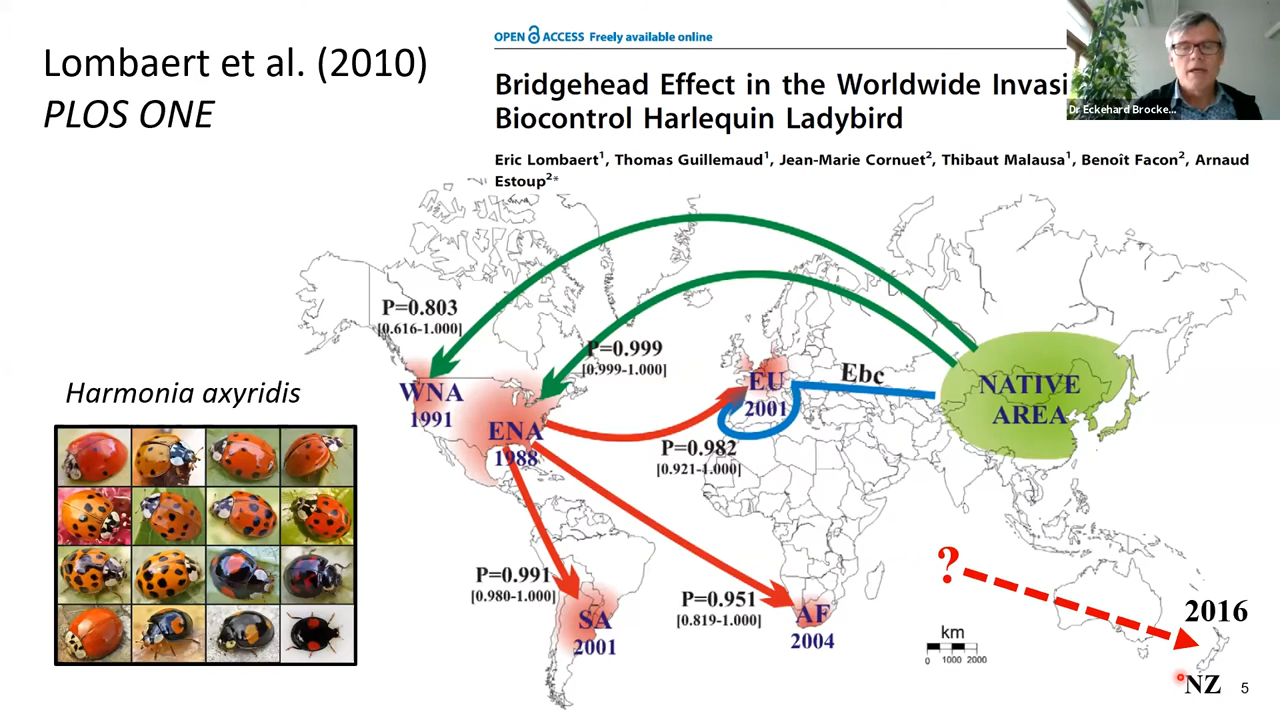 Lombaert et al. (2010)
PLOS ONE
OPEN ACCESS Freely available online
Bridgehead Effect in the Worldwide Invasi
Biocontrol Harlequin Ladybird
Eric Lombaert1, Thomas Guillemaud1, Jean-Marie Cornuet2, Thibaut Malausa1, Benoît Facon2, Arnaud
Estoup2*
Dr Eckehard Brocke...
P=0.803
[0.616-1.000]
P=0.999
[0.999-1.000]
Harmonia axyridis
WNA
1991
ENA
1988
EU
2001
Ebc
NATIVE
AREA
P=0.982
[0.921-1.000]
P=0.991
[0.980-1.000]
SA
2001
P=0.951
[0.819-1.000]
AF
2004
?
2016
km
0 1000 2000
NZ
5